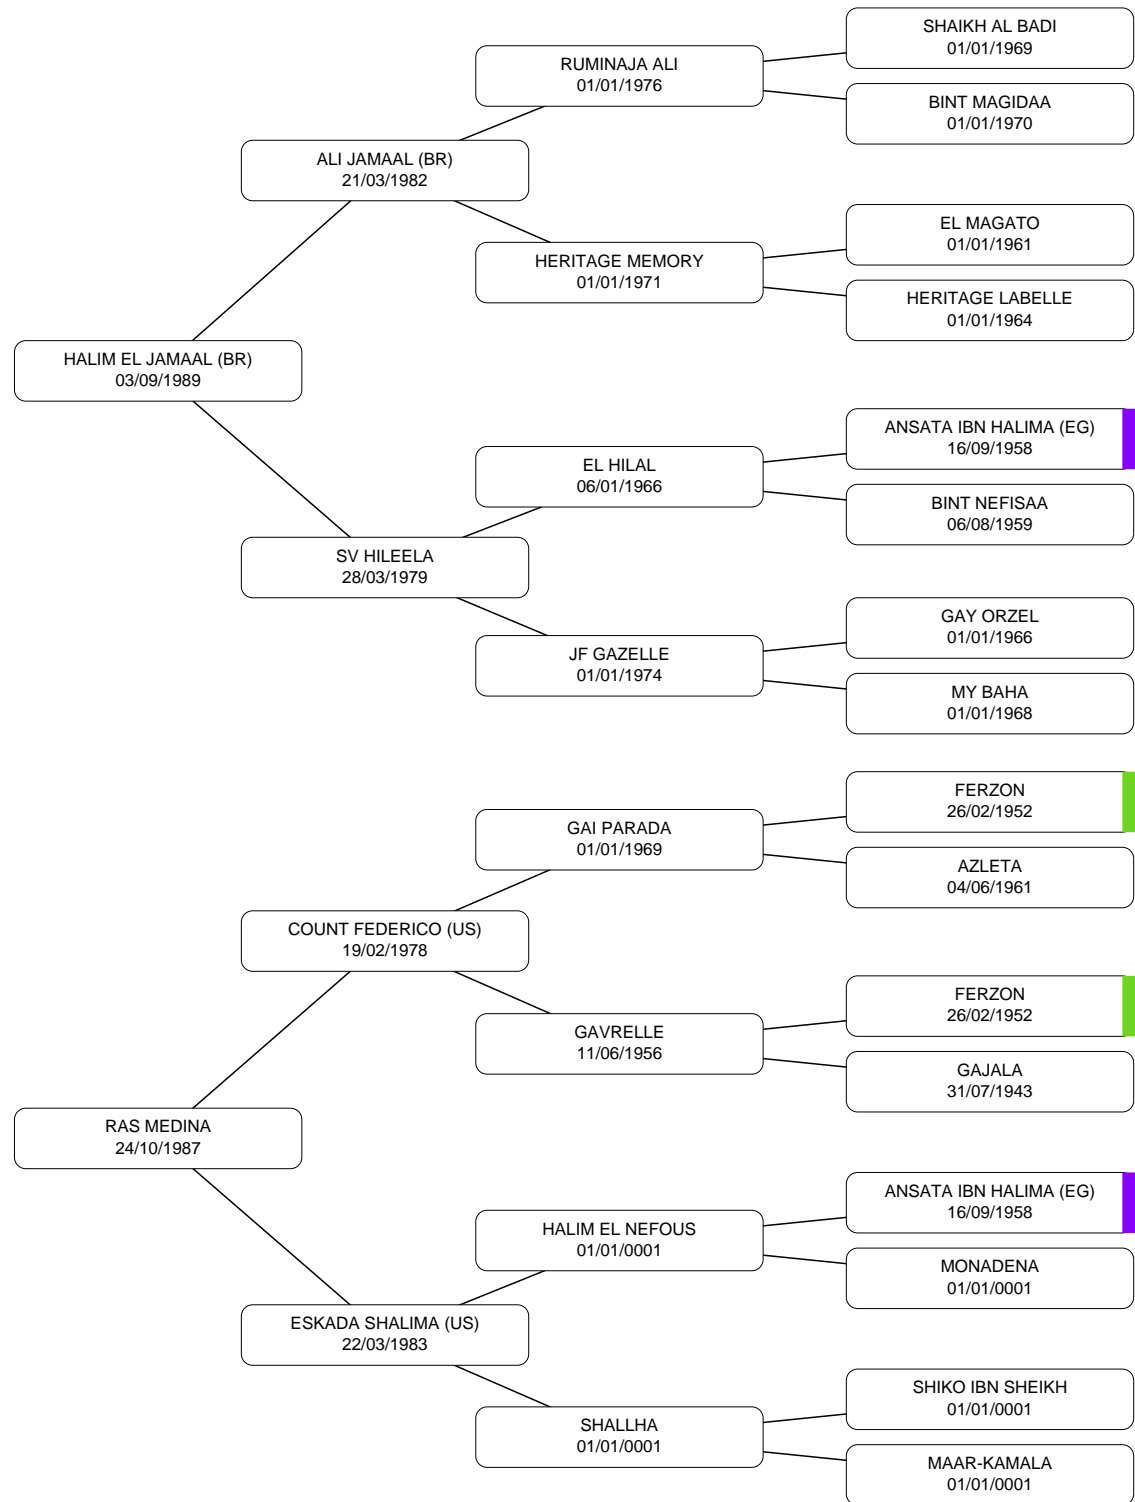 SHAIKH AL BADI
01/01/1969
RUMINAJA ALI
01/01/1976
BINT MAGIDAA
01/01/1970
ALI JAMAAL (BR)
21/03/1982
EL MAGATO
01/01/1961
HERITAGE MEMORY
01/01/1971
HERITAGE LABELLE
01/01/1964
HALIM EL JAMAAL (BR)
03/09/1989
ANSATA IBN HALIMA (EG)
16/09/1958
EL HILAL
06/01/1966
BINT NEFISAA
06/08/1959
SV HILEELA
28/03/1979
GAY ORZEL
01/01/1966
JF GAZELLE
01/01/1974
MY BAHA
01/01/1968
FERZON
26/02/1952
GAI PARADA
01/01/1969
AZLETA
04/06/1961
COUNT FEDERICO (US)
19/02/1978
FERZON
26/02/1952
GAVRELLE
11/06/1956
GAJALA
31/07/1943
RAS MEDINA
24/10/1987
ANSATA IBN HALIMA (EG)
16/09/1958
HALIM EL NEFOUS
01/01/0001
MONADENA
01/01/0001
ESKADA SHALIMA (US)
22/03/1983
SHIKO IBN SHEIKH
01/01/0001
SHALLHA
01/01/0001
MAAR-KAMALA
01/01/0001